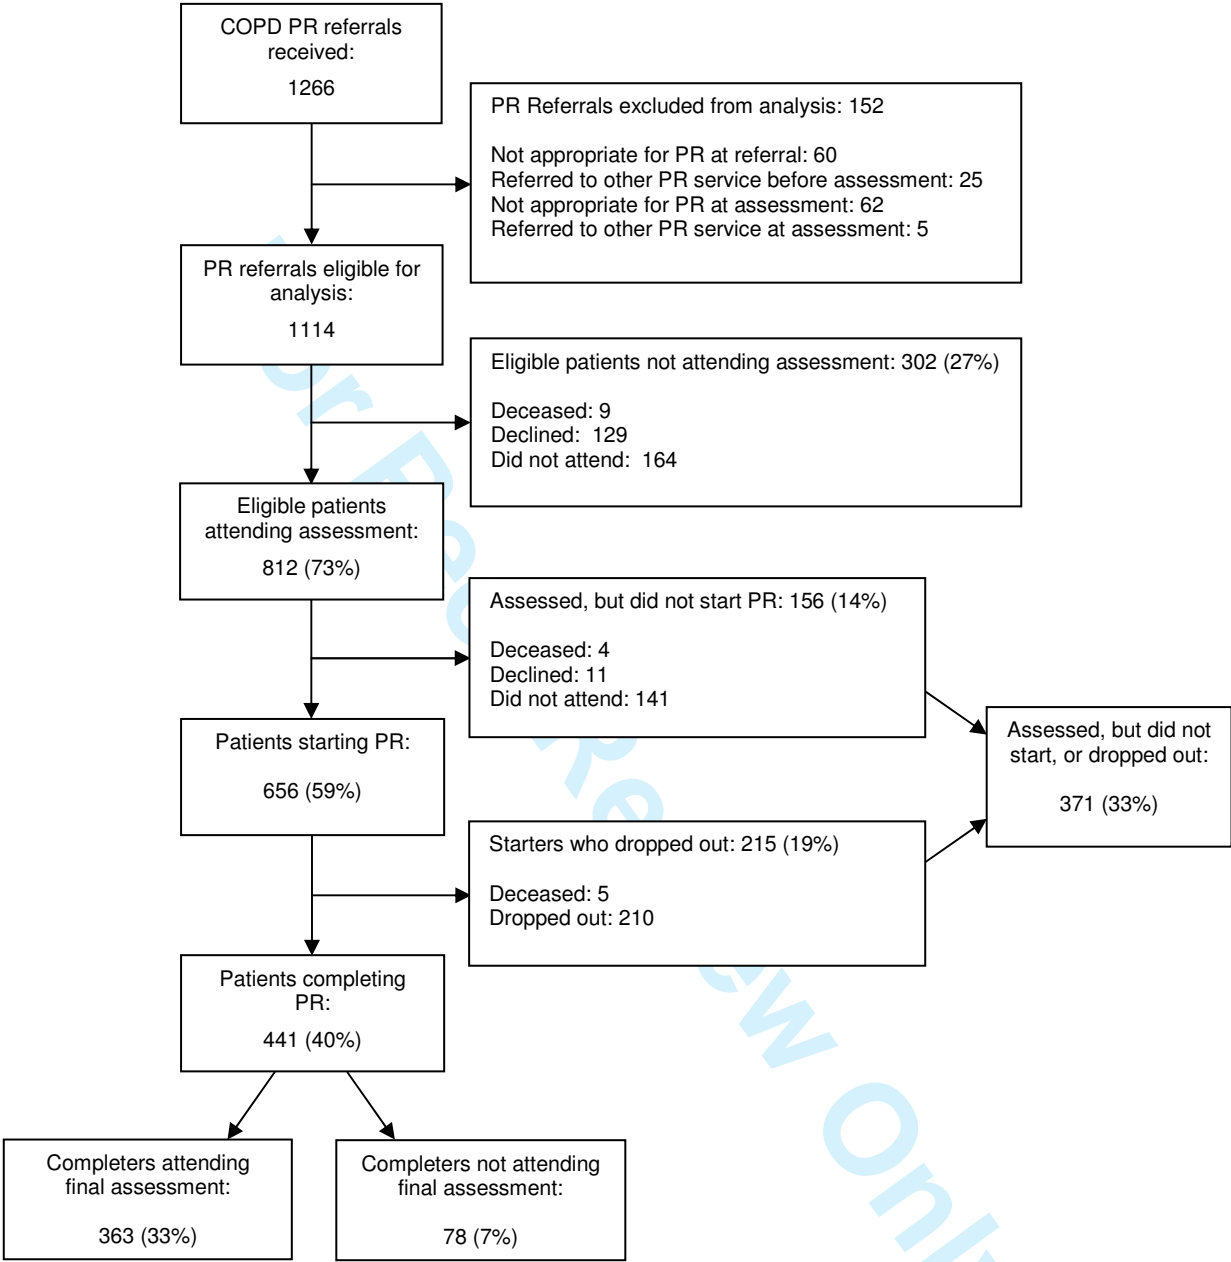 COPD PR referrals
received:
1266
PR Referrals excluded from analysis: 152
Not appropriate for PR at referral: 60
Referred to other PR service before assessment: 25
Not appropriate for PR at assessment: 62
Referred to other PR service at assessment: 5
PR referrals eligible for
analysis:
1114
Eligible patients not attending assessment: 302 (27%)
Deceased: 9
Declined:  129
Did not attend:  164
Eligible patients
attending assessment:
812 (73%)
Assessed, but did not start PR: 156 (14%)
Deceased: 4
Declined: 11
Did not attend: 141
Patients starting PR:
656 (59%)
Assessed, but did not
start, or dropped out:
371 (33%)
Starters who dropped out: 215 (19%)
Deceased: 5
Dropped out: 210
Patients completing
PR:
441 (40%)
Completers attending
final assessment:
363 (33%)
Completers not attending
final assessment:
78 (7%)